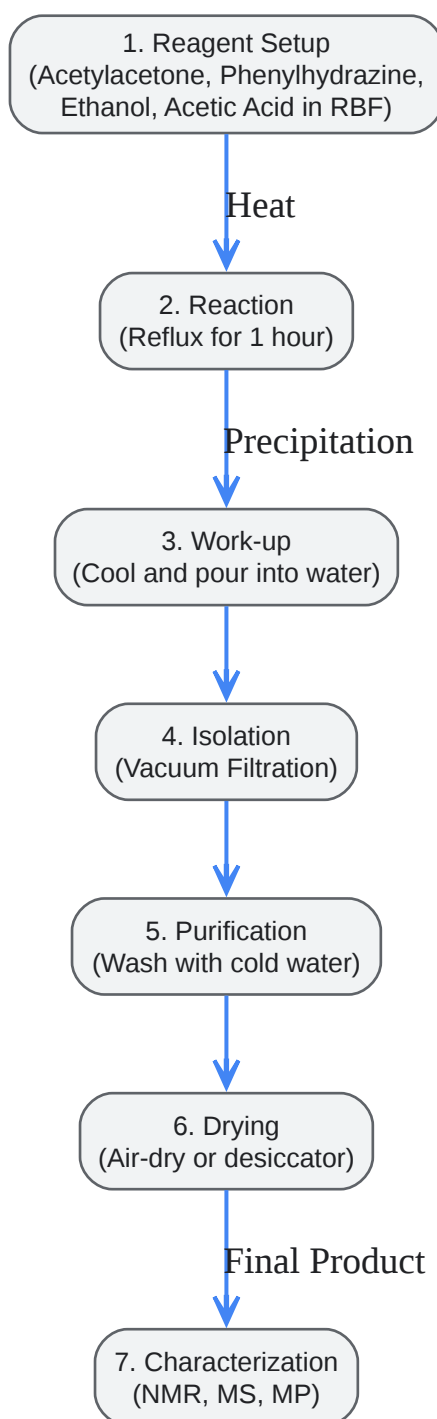 1. Reagent Setup
(Acetylacetone, Phenylhydrazine,
Ethanol, Acetic Acid in RBF)
Heat
2. Reaction
(Reflux for 1 hour)
Precipitation
3. Work-up
(Cool and pour into water)
4. Isolation
(Vacuum Filtration)
5. Purification
(Wash with cold water)
6. Drying
(Air-dry or desiccator)
Final Product
7. Characterization
(NMR, MS, MP)